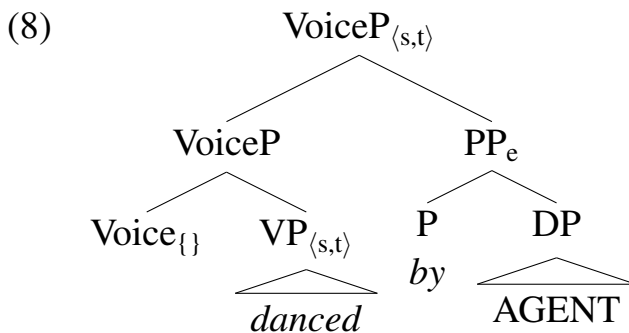 (8) VoiceP⟨s,t⟩
VoiceP PPe
Voice{} VP⟨s,t⟩ P DP
danced by AGENT